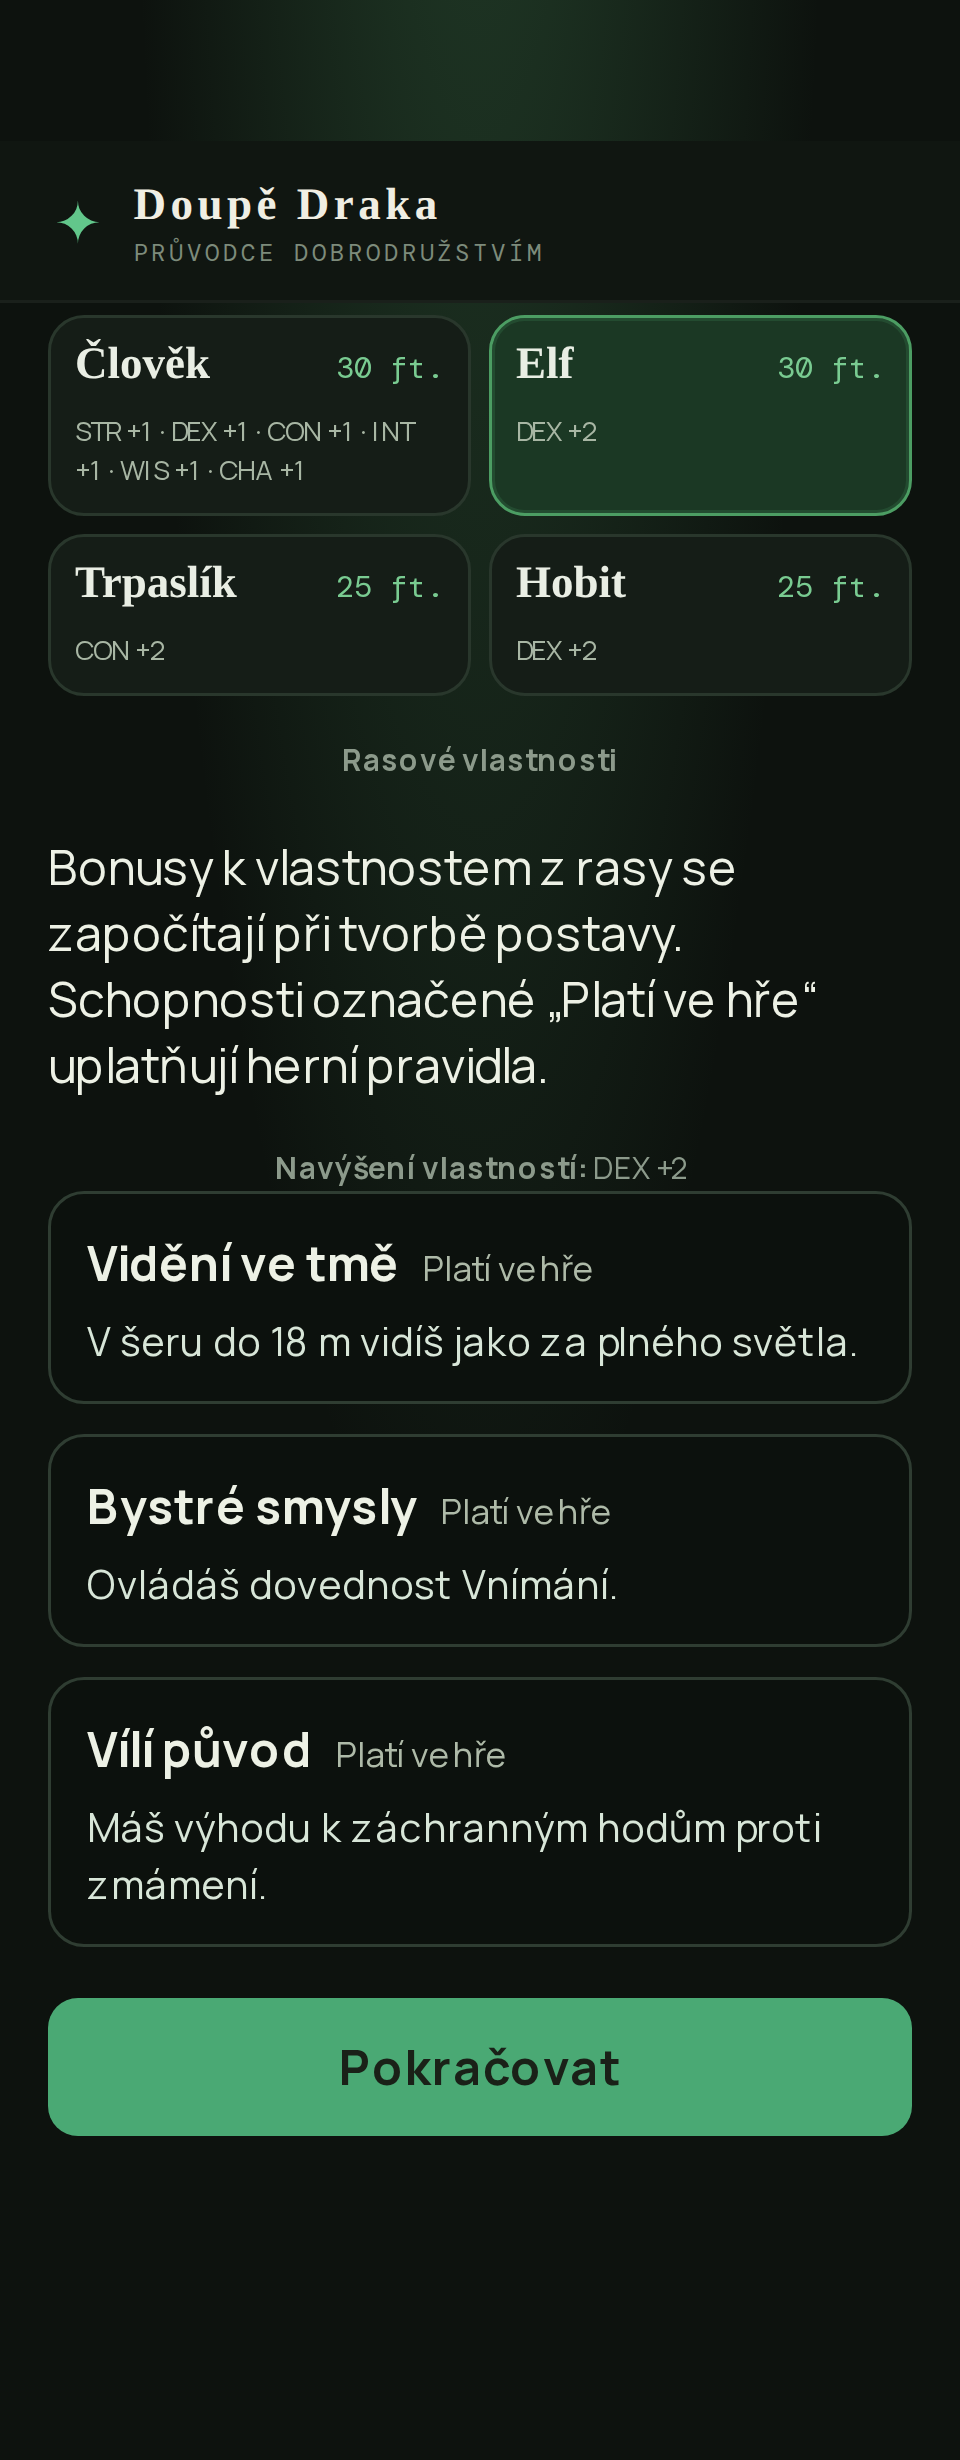 Doupě Draka
PRŮVODCE DOBRODRUŽSTVÍM
Člověk 30 ft.
STR +1 · DEX +1 · CON +1 · INT
+1 · WIS +1 · CHA +1
Elf 30 ft.
DEX +2
Trpaslík 25 ft.
CON +2
Hobit 25 ft.
DEX +2
Rasové vlastnosti
Bonusy k vlastnostem z rasy se
započítají při tvorbě postavy.
Schopnosti označené „Platí ve hře“
uplatňují herní pravidla.
Navýšení vlastností: DEX +2
Vidění ve tmě Platí ve hře
V šeru do 18 m vidíš jako za plného světla.
Bystré smysly Platí ve hře
Ovládáš dovednost Vnímání.
Vílí původ Platí ve hře
Máš výhodu k záchranným hodům proti
zmámení.
Pokračovat